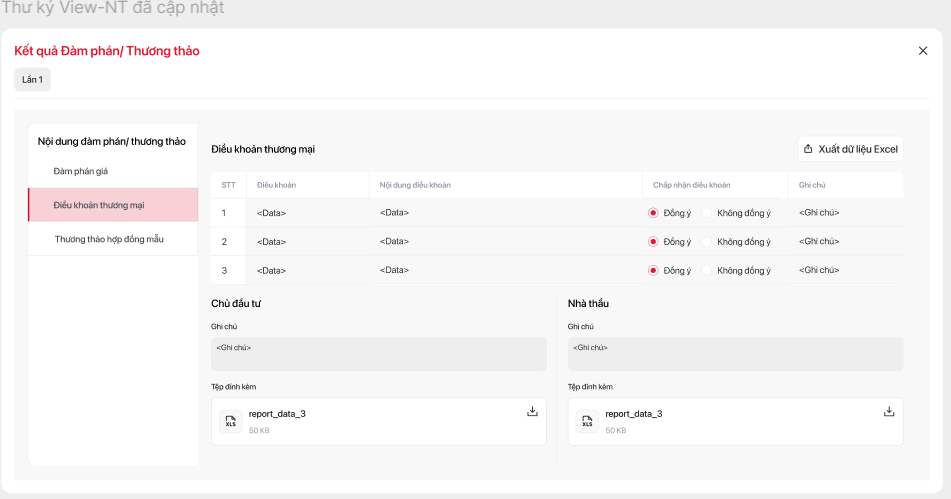 Thư ký View-NT đã cập nhật
Kết quả Đàm phán/ Thương thảo
Lần 1
Nội dung đàm phán/ thương thảo
Đàm phán giá
Điều khoản thương mại
Thương thảo hợp đồng mẫu
Điều khoản thương mại
Xuất dữ liệu Excel
STT Điều khoản Nội dung điều khoản Chấp nhận điều khoản Ghi chú
1 <Data> <Data> Đồng ý Không đồng ý <Ghi chú>
2 <Data> <Data> Đồng ý Không đồng ý <Ghi chú>
3 <Data> <Data> Đồng ý Không đồng ý <Ghi chú>
Chủ đầu tư
Ghi chú
<Ghi chú>
Tệp đính kèm
XLS
report_data_3
50 KB
Nhà thầu
Ghi chú
<Ghi chú>
Tệp đính kèm
XLS
report_data_3
50 KB